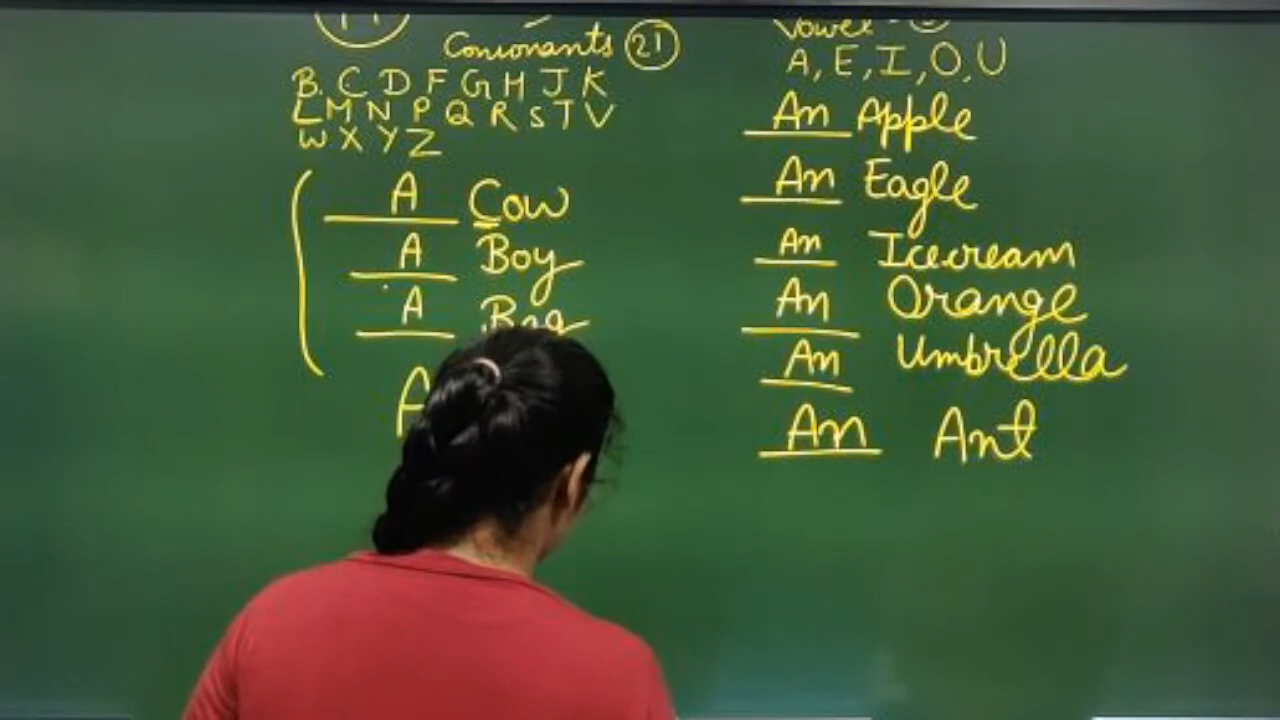 Consonants 21
B. C D F G H J K
L M N P Q R S T V
W X Y Z
A Cow
A Boy
A
A
Vowel
A, E, I, O, U
An Apple
An Eagle
An Icecream
An Orange
An Umbrella
An Ant